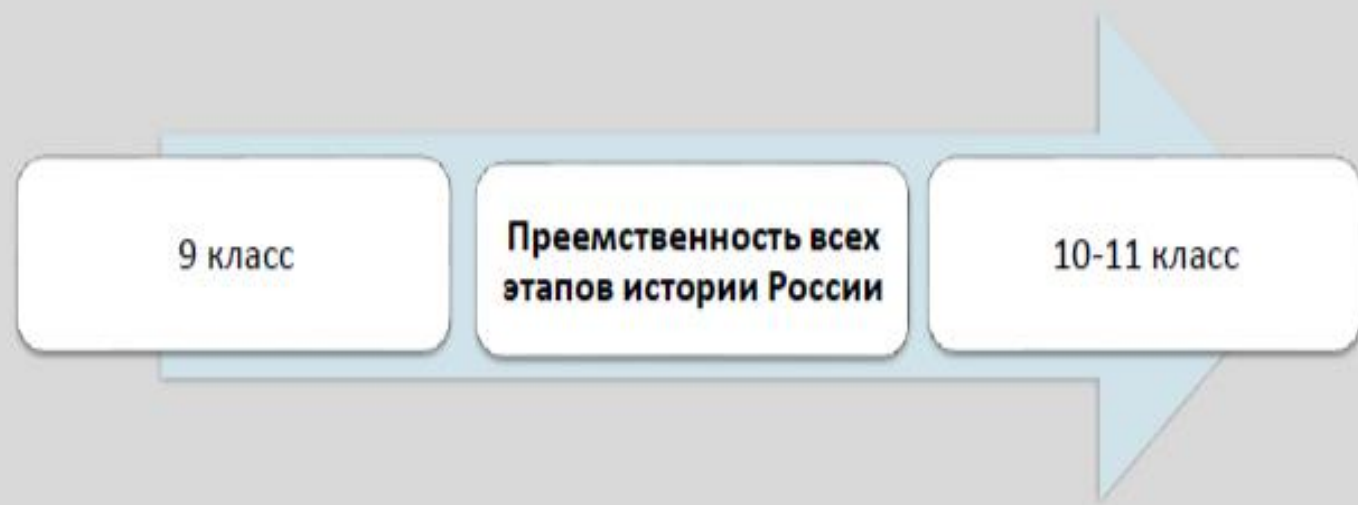 9 класс
Преемственность всех
этапов истории России
10-11 класс